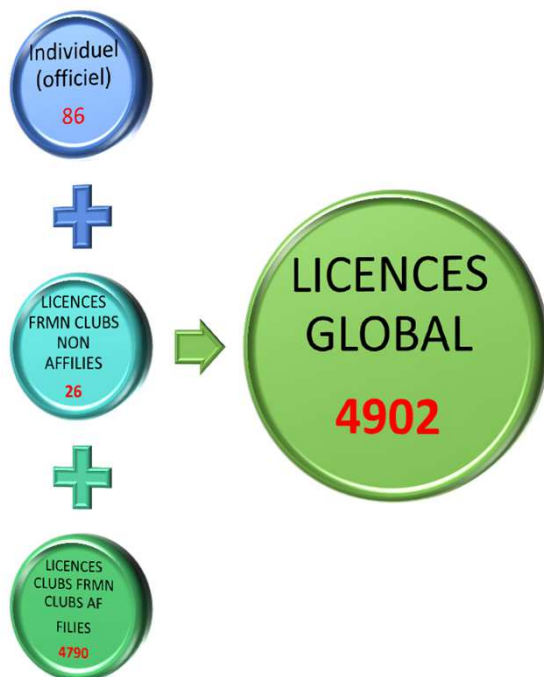 Individuel
(officiel)
86
LICENCES
FRMN CLUBS
NON
AFFILIES
26
LICENCES
CLUBS FRMN
CLUBS AF
FILIES
4790
LICENCES
GLOBAL
4902